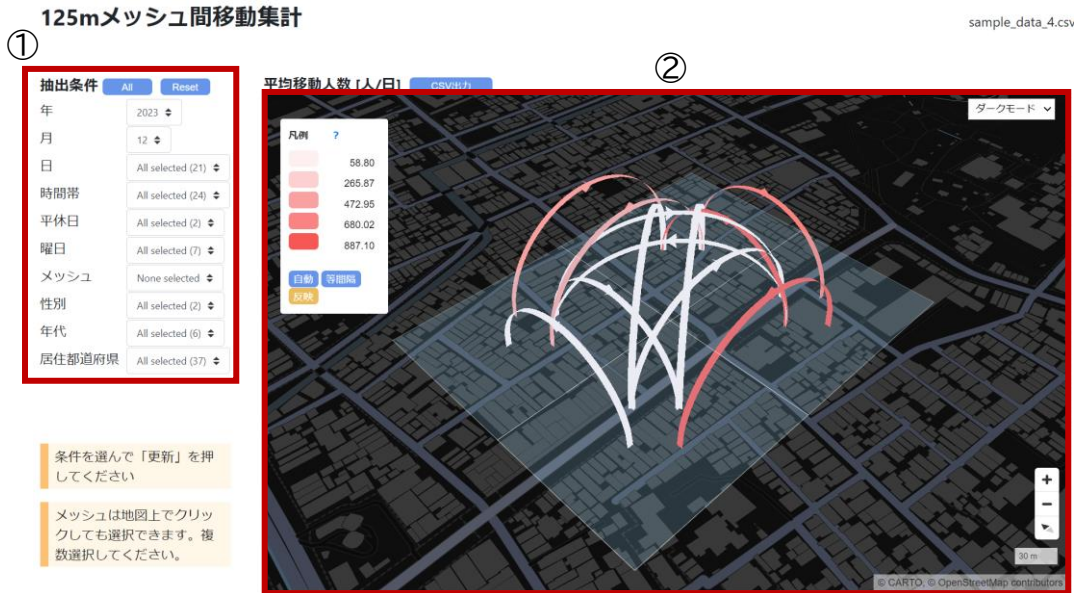 125mメッシュ間移動集計
sample_data_4.csv
①
抽出条件 All Reset
年 2023
月 12
日 All selected (21)
時間帯 All selected (24)
平休日 All selected (2)
曜日 All selected (7)
メッシュ None selected
性別 All selected (2)
年代 All selected (6)
居住都道府県 All selected (37)
条件を選んで「更新」を押
してください
メッシュは地図上でクリッ
クしても選択できます。複
数選択してください。
②
平均移動人数 [人/日] CSV出力
ダークモード
凡例 ?
58.80
265.87
472.95
680.02
887.10
自動 等間隔
反映
+
−
30 m
© CARTO, © OpenStreetMap contributors